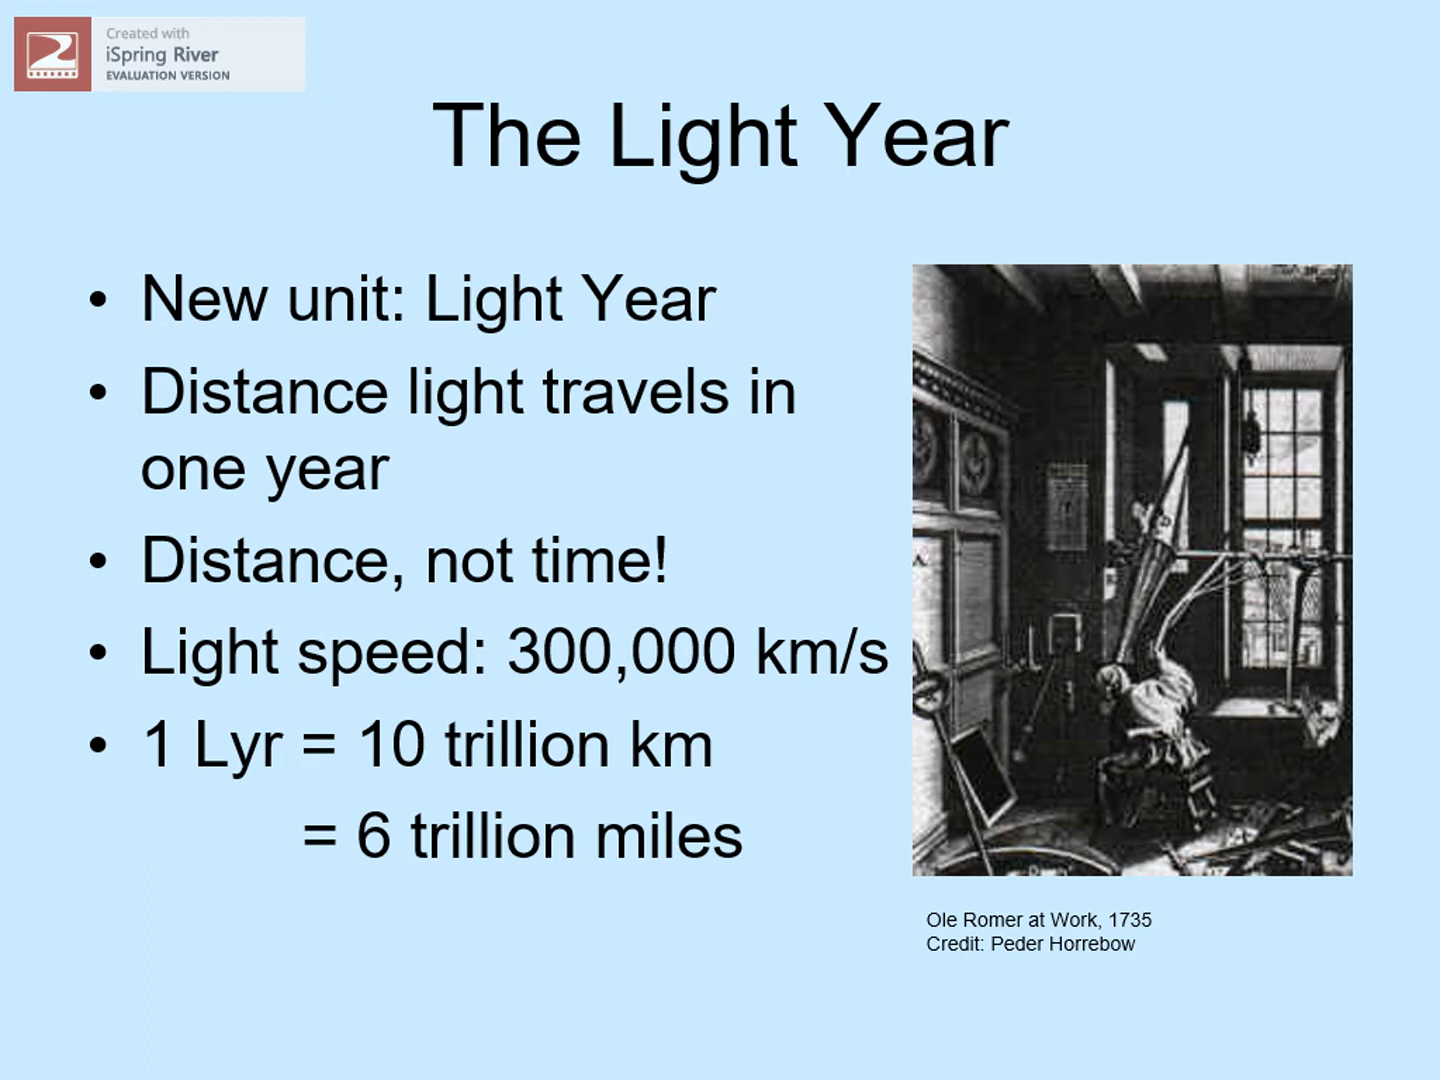 Created with
iSpring River
EVALUATION VERSION
The Light Year
• New unit: Light Year
• Distance light travels in
one year
• Distance, not time!
• Light speed: 300,000 km/s
• 1 Lyr = 10 trillion km
= 6 trillion miles
Ole Romer at Work, 1735
Credit: Peder Horrebow